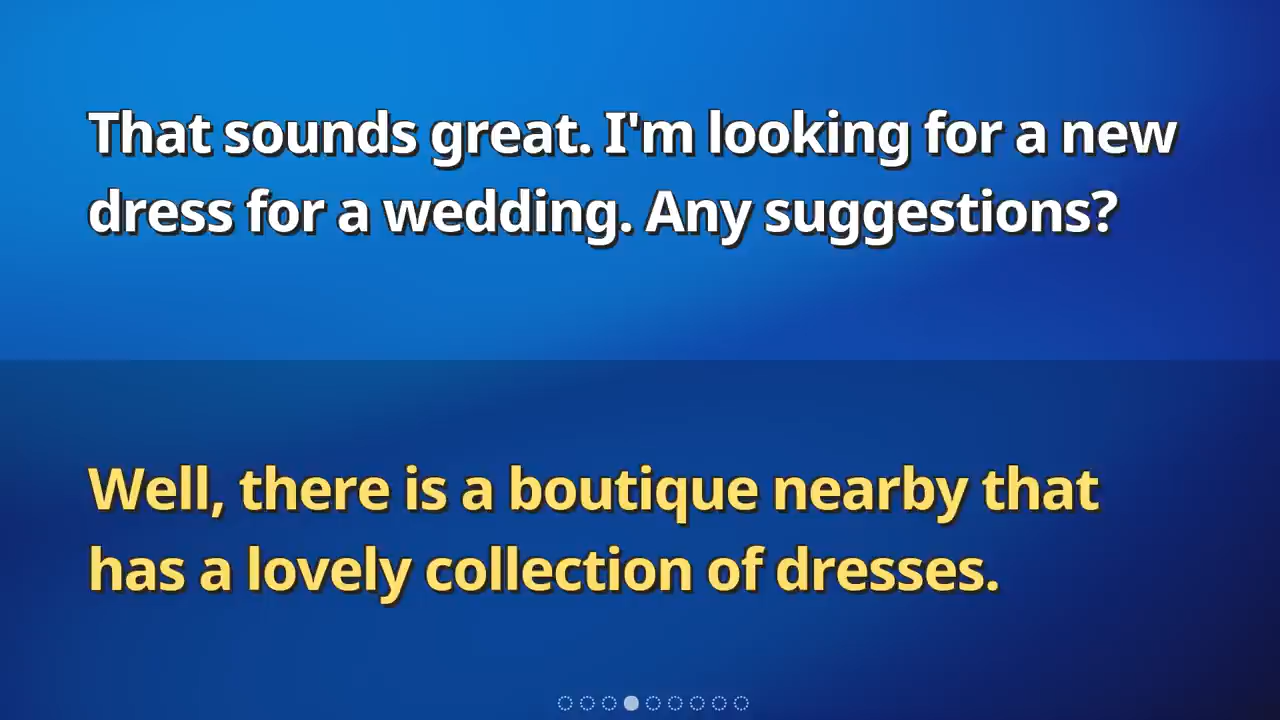 That sounds great. I'm looking for a new
dress for a wedding. Any suggestions?
Well, there is a boutique nearby that
has a lovely collection of dresses.